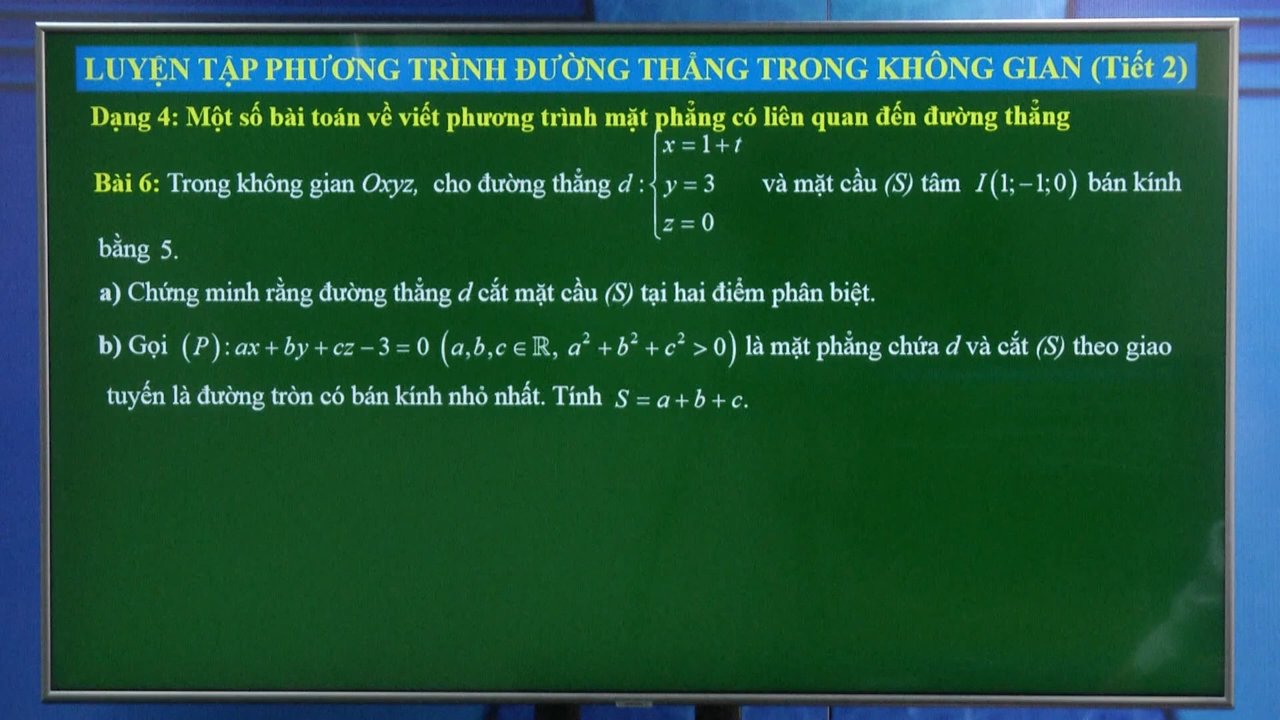 LUYỆN TẬP PHƯƠNG TRÌNH ĐƯỜNG THẲNG TRONG KHÔNG GIAN (Tiết 2)
Dạng 4: Một số bài toán về viết phương trình mặt phẳng có liên quan đến đường thẳng
Bài 6: Trong không gian Oxyz, cho đường thẳng d : { x = 1 + t
y = 3
z = 0 và mặt cầu (S) tâm I(1;−1;0) bán kính
bằng 5.
a) Chứng minh rằng đường thẳng d cắt mặt cầu (S) tại hai điểm phân biệt.
b) Gọi (P): ax + by + cz − 3 = 0 (a,b,c ∈ ℝ, a² + b² + c² > 0) là mặt phẳng chứa d và cắt (S) theo giao
tuyến là đường tròn có bán kính nhỏ nhất. Tính S = a + b + c.